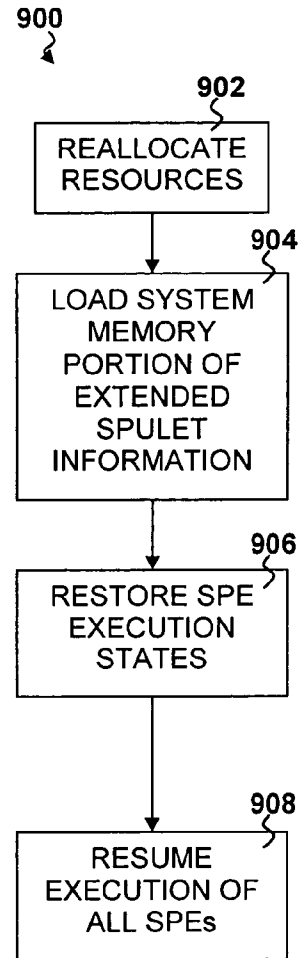 900
902
REALLOCATE
RESOURCES
904
LOAD SYSTEM
MEMORY
PORTION OF
EXTENDED
SPULET
INFORMATION
906
RESTORE SPE
EXECUTION
STATES
908
RESUME
EXECUTION OF
ALL SPEs